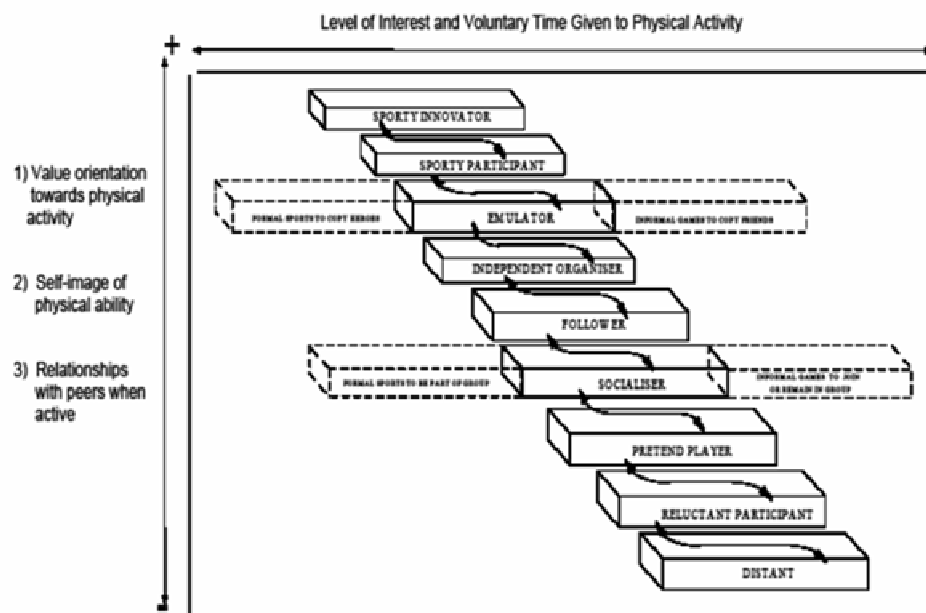 Level of Interest and Voluntary Time Given to Physical Activity
+
SPORTY INNOVATOR
SPORTY PARTICIPANT
1) Value orientation
towards physical
activity
FORMAL SPORTS TO COPY HEROES
EMULATOR
INFORMAL GAMES TO COPY FRIENDS
INDEPENDENT ORGANISER
2) Self-image of
physical ability
FOLLOWER
3) Relationships
with peers when
active
FORMAL SPORTS TO BE PART OF GROUP
SOCIALISER
INFORMAL GAMES TO JOIN
OR REMAIN IN GROUP
PRETEND PLAYER
RELUCTANT PARTICIPANT
DISTANT